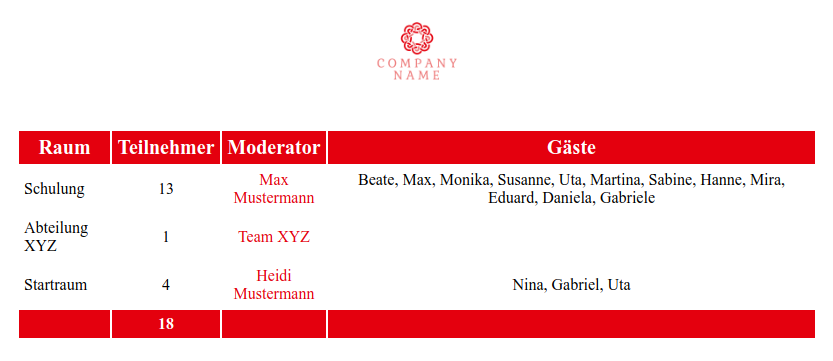 COMPANY
NAME
Raum Teilnehmer Moderator Gäste
Schulung 13 Max Mustermann Beate, Max, Monika, Susanne, Uta, Martina, Sabine, Hanne, Mira,
Eduard, Daniela, Gabriele
Abteilung XYZ 1 Team XYZ
Startraum 4 Heidi Mustermann Nina, Gabriel, Uta
18